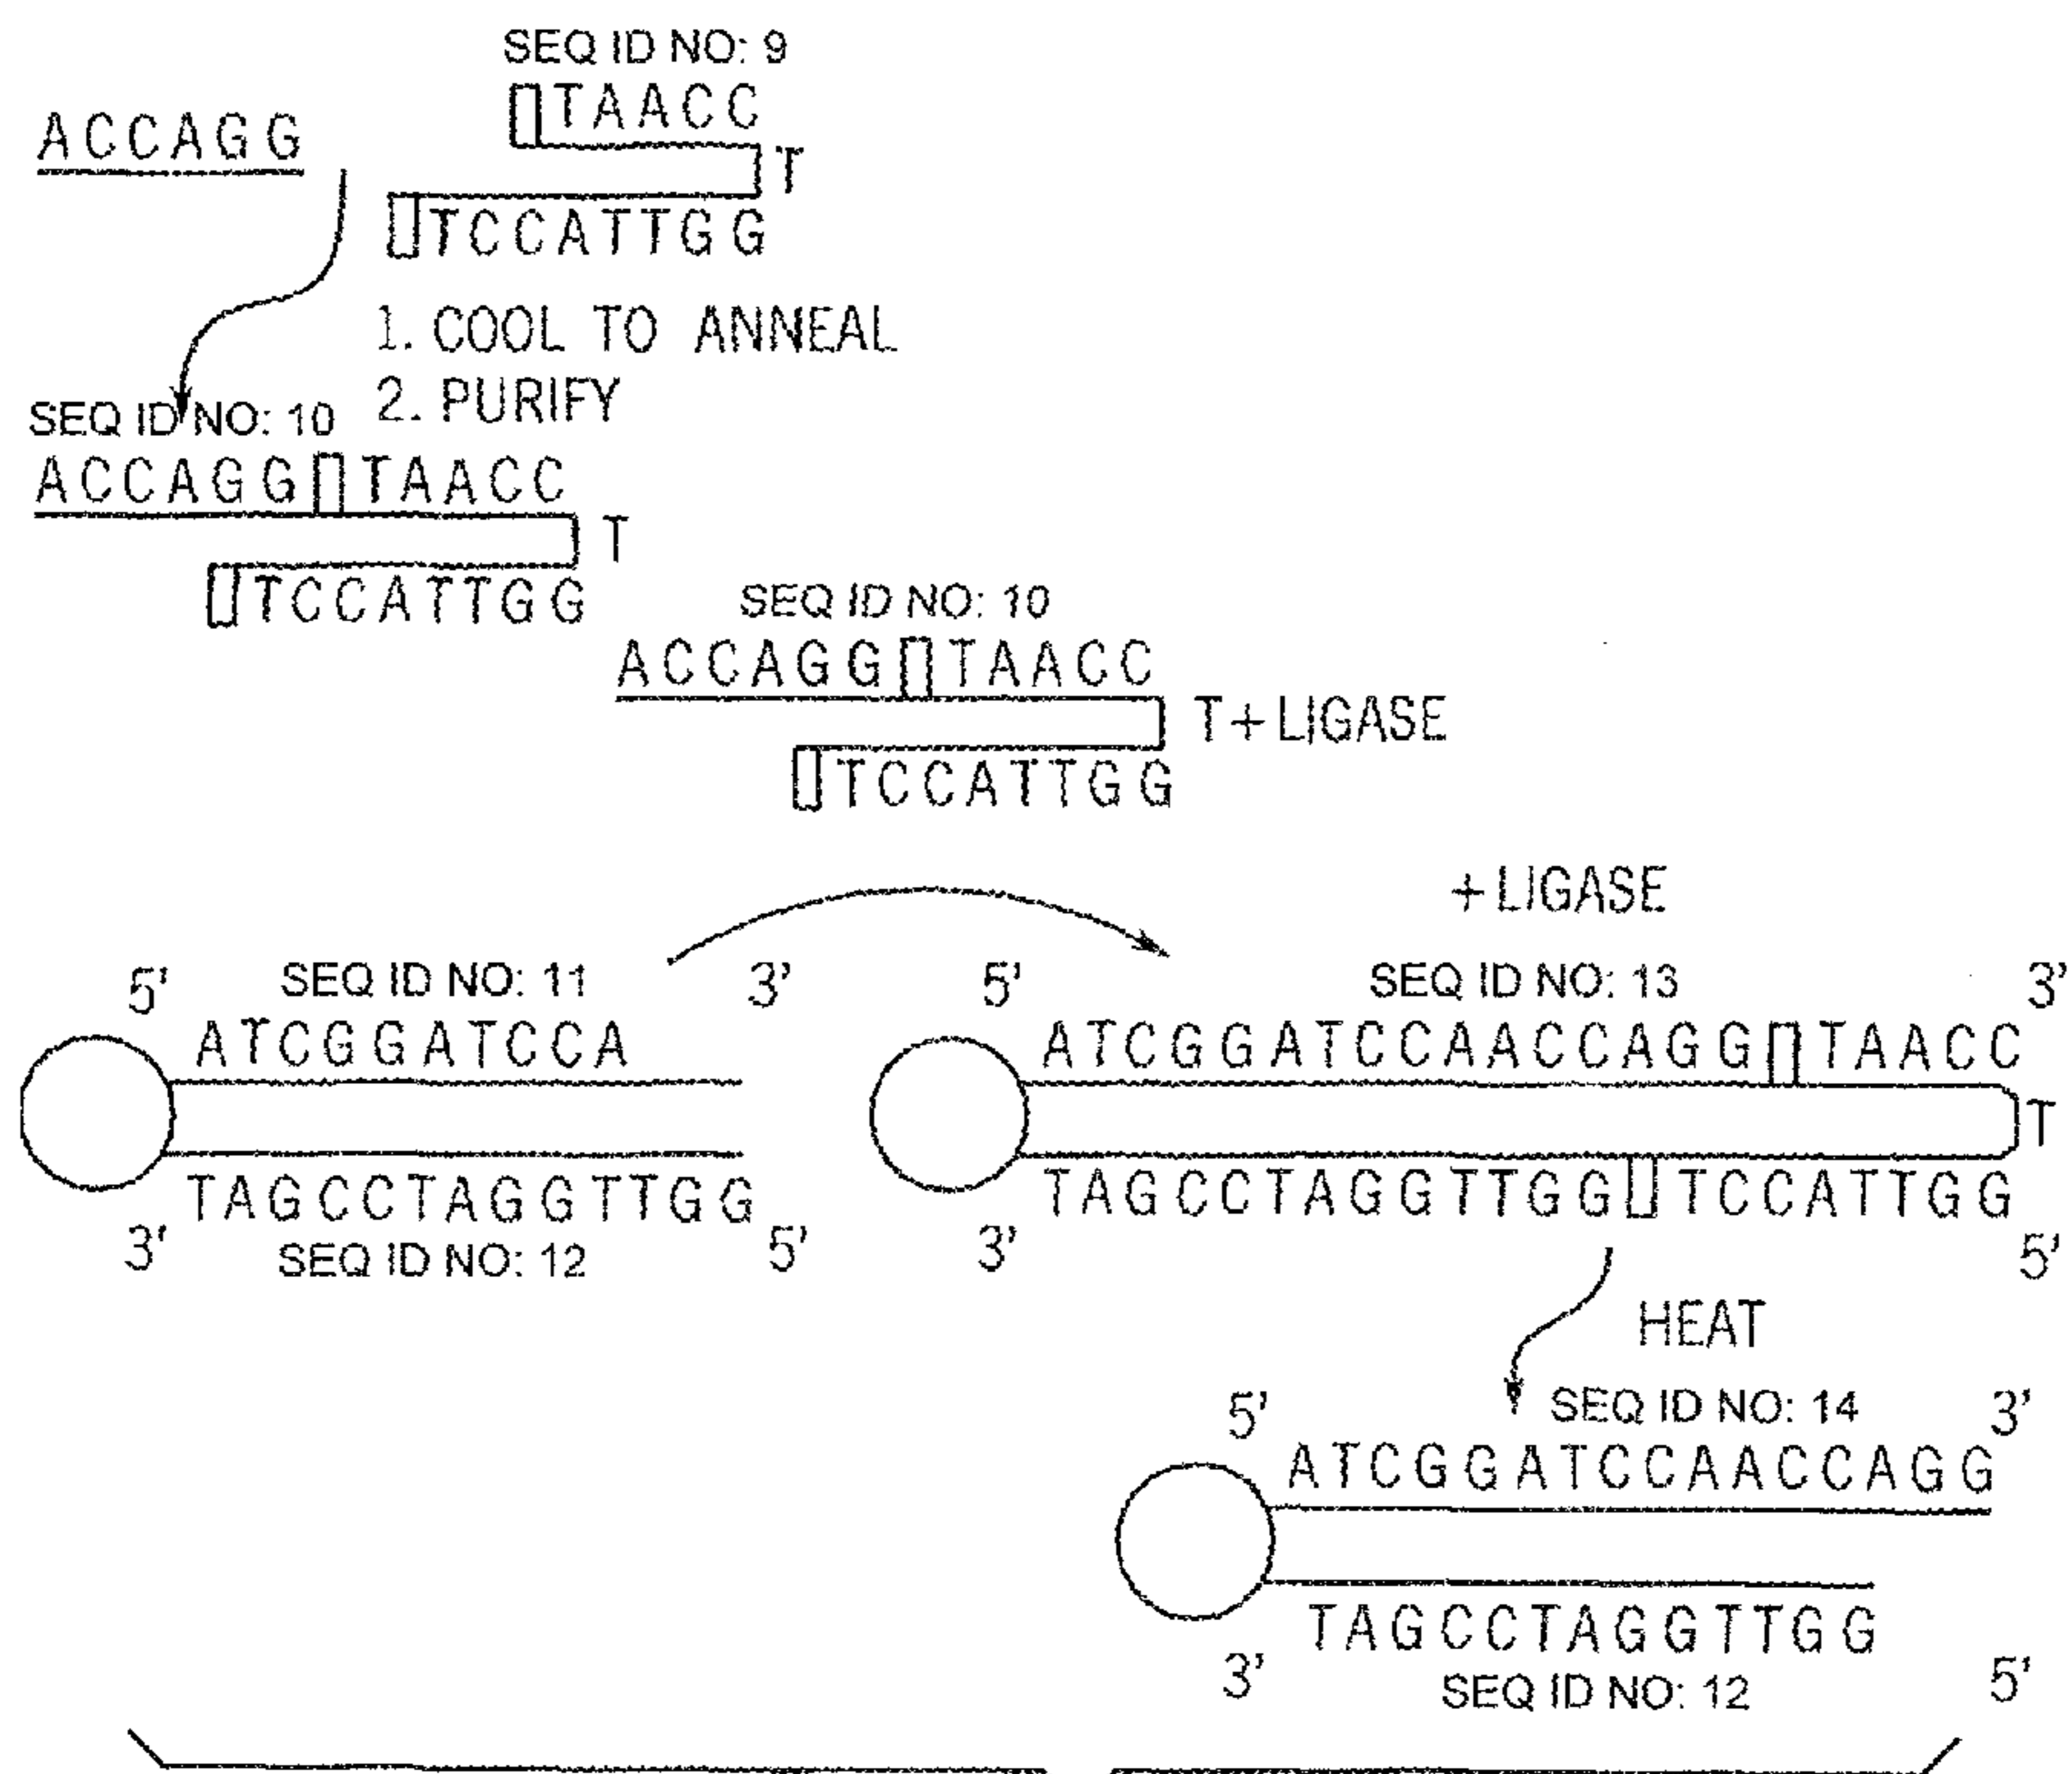 SEQ ID NO: 9
TAACC
ACCAGG
T
TCCATTGG
1. COOL TO ANNEAL
2. PURIFY
SEQ ID NO: 10
ACCAGG TAACC
T
TCCATTGG
SEQ ID NO: 10
ACCAGG TAACC
T+LIGASE
TCCATTGG
+LIGASE
5' SEQ ID NO: 11 3'
ATCGGATCCA
TAGCCTAGGTTGG
3' SEQ ID NO: 12 5'
5' SEQ ID NO: 13 3'
ATCGGATCCAACCAGG TAACC
T
TAGCCTAGGTTGG TCCATTGG
3' 5'
HEAT
5' SEQ ID NO: 14 3'
ATCGGATCCAACCAGG
TAGCCTAGGTTGG
3' SEQ ID NO: 12 5'